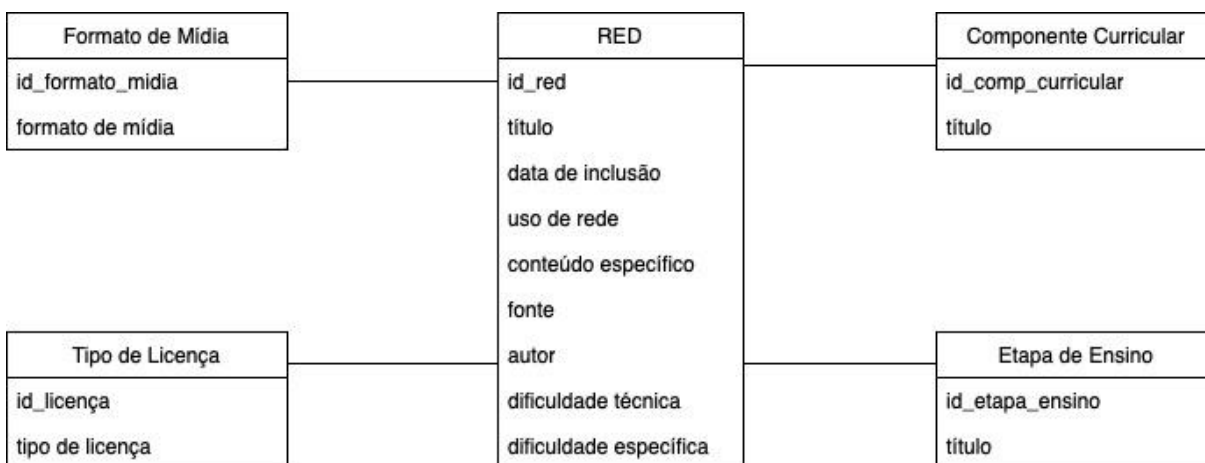 Formato de Mídia
id_formato_midia
formato de mídia
RED
id_red
título
data de inclusão
uso de rede
conteúdo específico
fonte
autor
dificuldade técnica
dificuldade específica
Componente Curricular
id_comp_curricular
título
Tipo de Licença
id_licença
tipo de licença
Etapa de Ensino
id_etapa_ensino
título